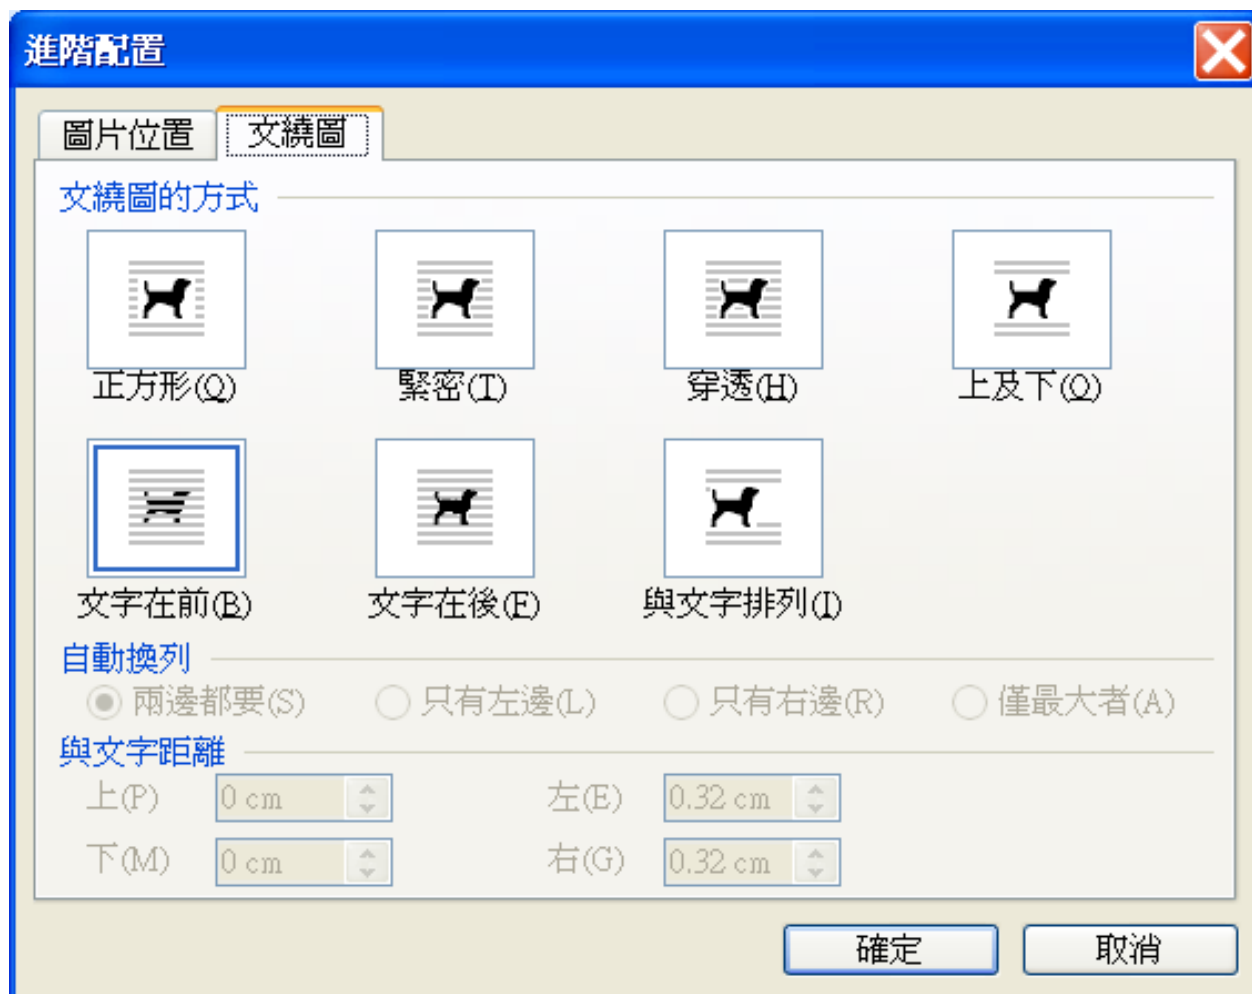 進階配置
圖片位置 文繞圖
文繞圖的方式
正方形(Q) 緊密(T) 穿透(H) 上及下(O)
文字在前(B) 文字在後(F) 與文字排列(I)
自動換列
兩邊都要(S) 只有左邊(L) 只有右邊(R) 僅最大者(A)
與文字距離
上(P) 0 cm 左(E) 0.32 cm
下(M) 0 cm 右(G) 0.32 cm
確定 取消